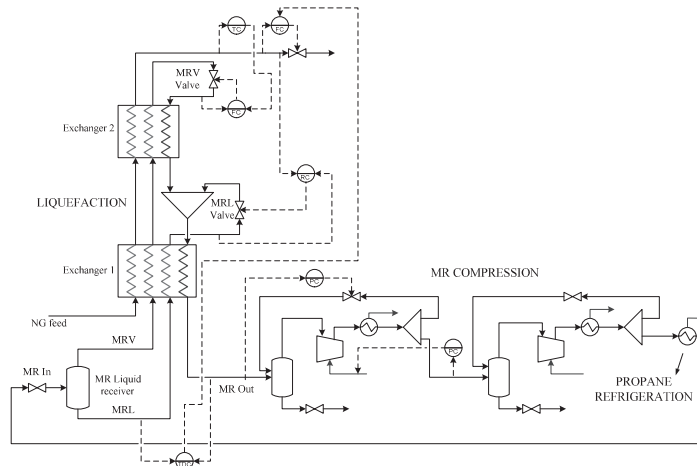 TC
FC
MRV
Valve
FC
Exchanger 2
RC
LIQUEFACTION
MRL
Valve
Exchanger 1
MR COMPRESSION
PC
NG feed
MRV
PC
MR In
MR Liquid
receiver
MR Out
PROPANE
REFRIGERATION
MRL